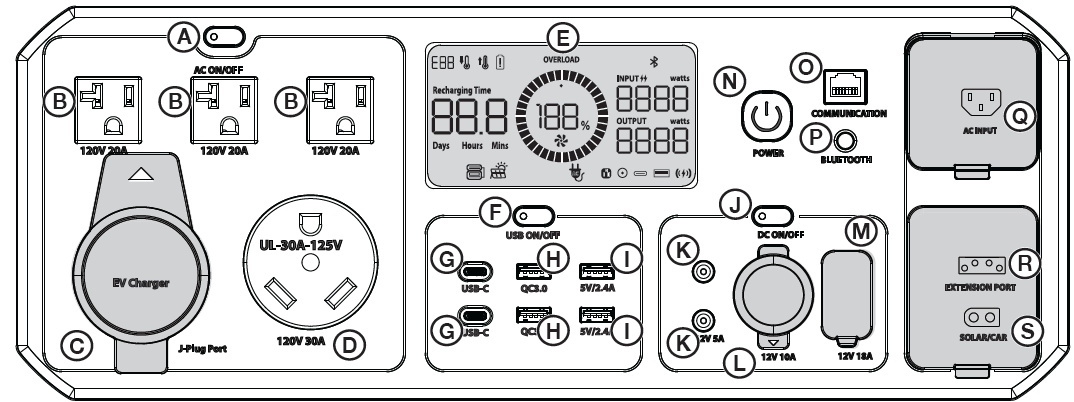 A
AC ON/OFF
B
B
B
120V 20A
120V 20A
120V 20A
EV Charger
C
J-Plug Port
UL-30A-125V
120V 30A
D
E
E88
OVERLOAD
Recharging Time
88.8
Days Hours Mins
188%
INPUT watts
8888
OUTPUT watts
8888
F
USB ON/OFF
G
H
I
USB-C
QC3.0
5V/2.4A
G
H
I
USB-C
5V/2.4A
J
DC ON/OFF
K
K
12V 5A
L
12V 10A
M
12V 18A
N
POWER
O
COMMUNICATION
P
BLUETOOTH
Q
AC INPUT
R
EXTENSION PORT
S
SOLAR/CAR